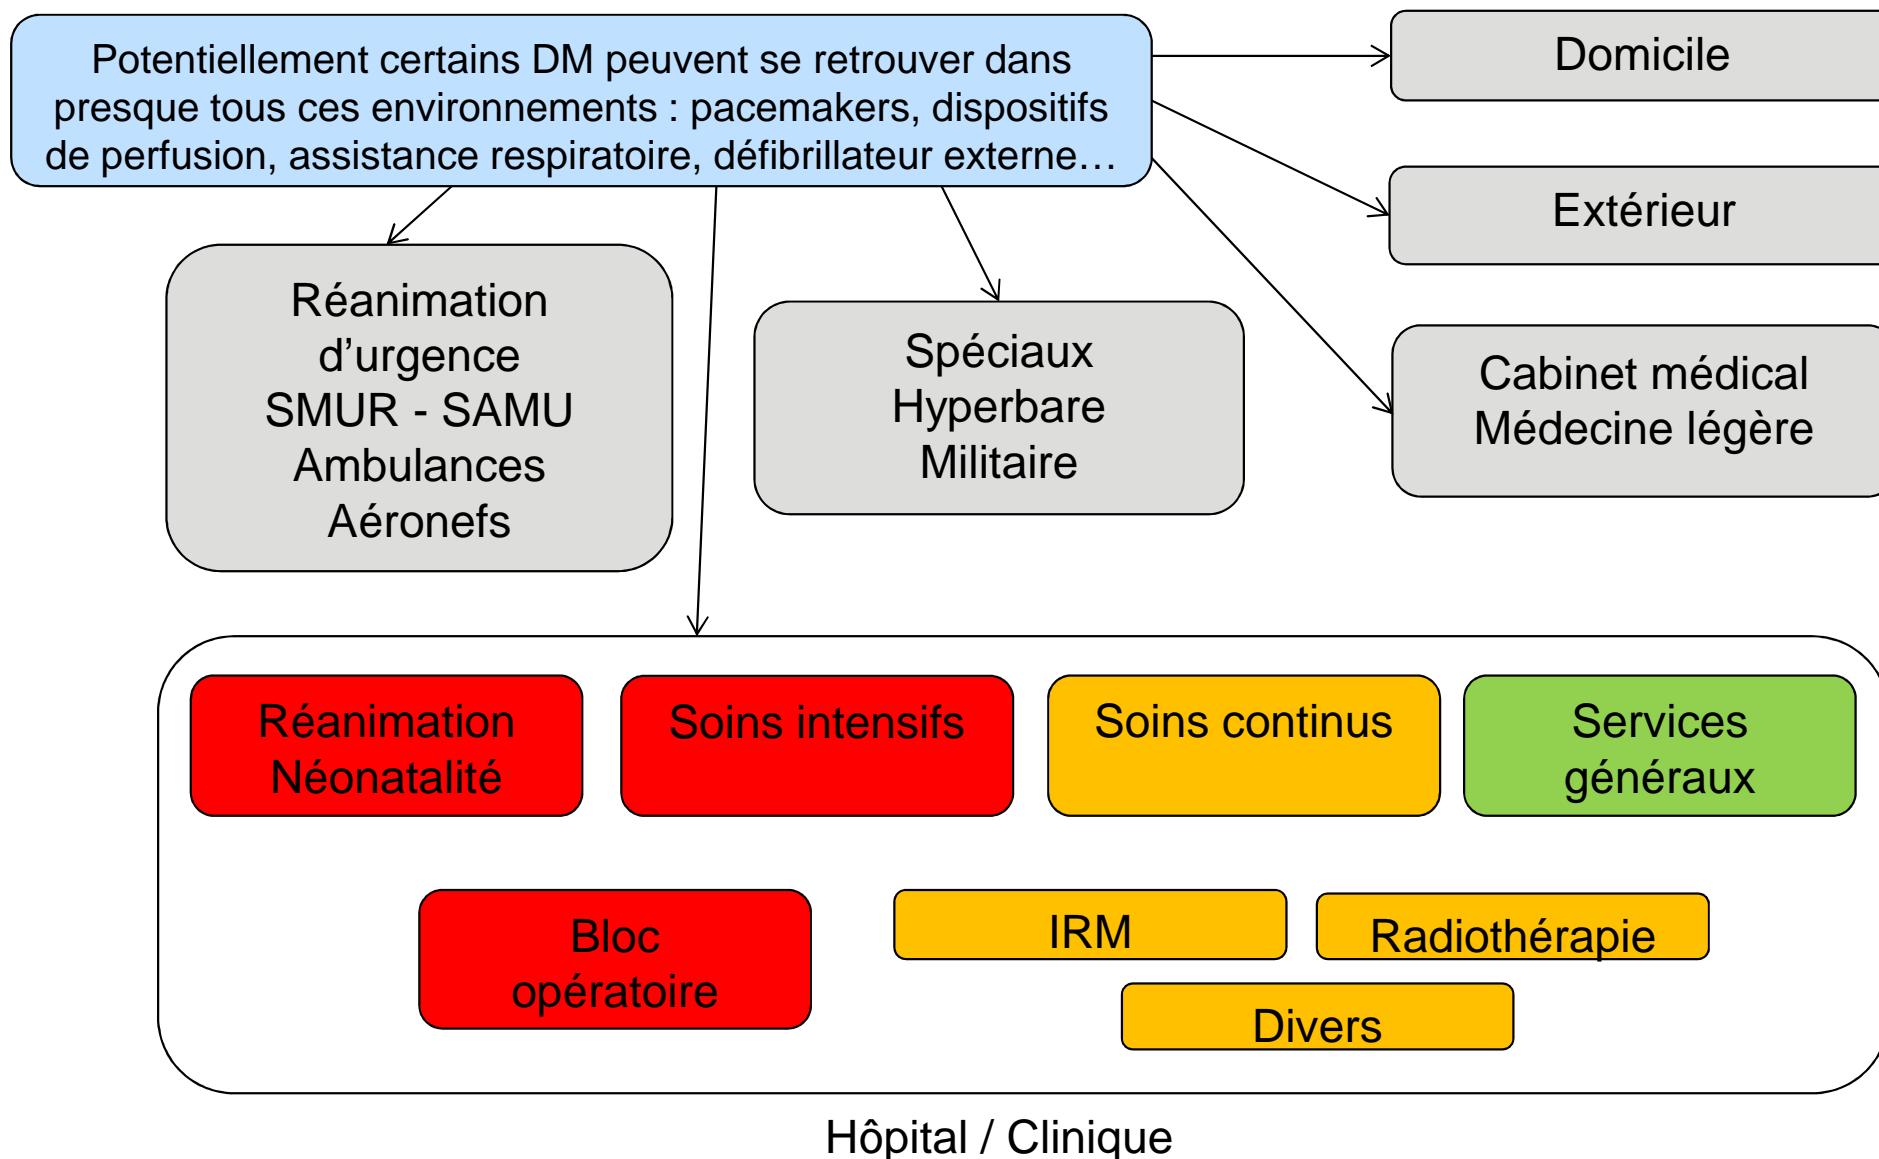 Potentiellement certains DM peuvent se retrouver dans
presque tous ces environnements : pacemakers, dispositifs
de perfusion, assistance respiratoire, défibrillateur externe…
Domicile
Extérieur
Cabinet médical
Médecine légère
Réanimation
d’urgence
SMUR - SAMU
Ambulances
Aéronefs
Spéciaux
Hyperbare
Militaire
Réanimation
Néonatalité
Soins intensifs
Soins continus
Services
généraux
Bloc
opératoire
IRM
Radiothérapie
Divers
Hôpital / Clinique